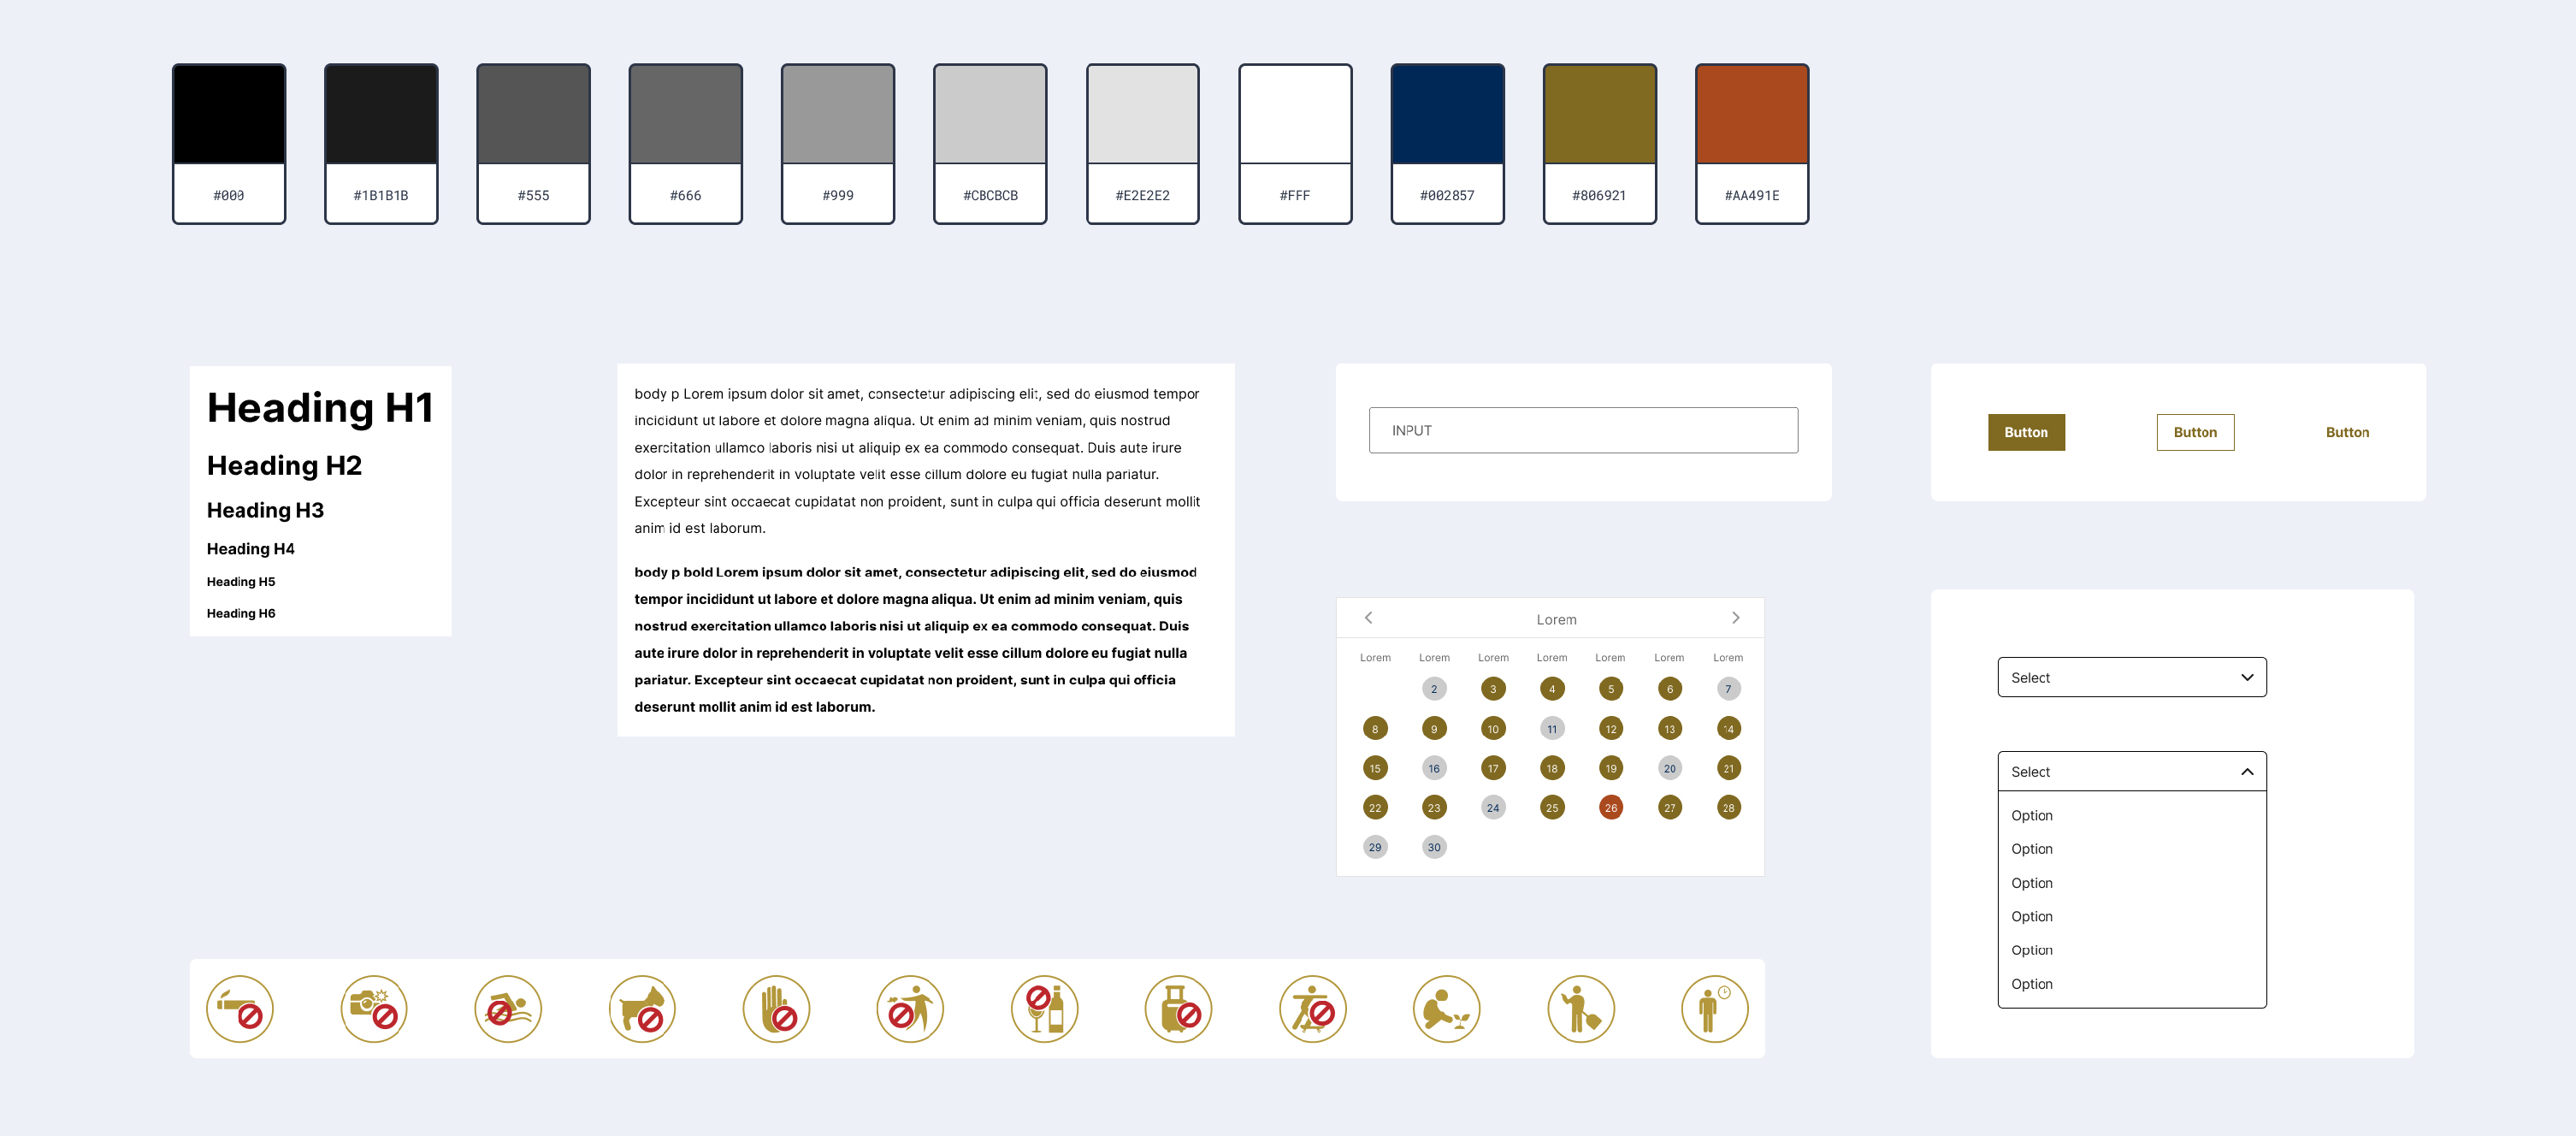 #000
#1B1B1B
#555
#666
#999
#CBCBCB
#E2E2E2
#FFF
#002857
#806921
#AA491E
Heading H1
Heading H2
Heading H3
Heading H4
Heading H5
Heading H6
body p Lorem ipsum dolor sit amet, consectetur adipiscing elit, sed do eiusmod tempor
incididunt ut labore et dolore magna aliqua. Ut enim ad minim veniam, quis nostrud
exercitation ullamco laboris nisi ut aliquip ex ea commodo consequat. Duis aute irure
dolor in reprehenderit in voluptate velit esse cillum dolore eu fugiat nulla pariatur.
Excepteur sint occaecat cupidatat non proident, sunt in culpa qui officia deserunt mollit
anim id est laborum.
body p bold Lorem ipsum dolor sit amet, consectetur adipiscing elit, sed do eiusmod
tempor incididunt ut labore et dolore magna aliqua. Ut enim ad minim veniam, quis
nostrud exercitation ullamco laboris nisi ut aliquip ex ea commodo consequat. Duis
aute irure dolor in reprehenderit in voluptate velit esse cillum dolore eu fugiat nulla
pariatur. Excepteur sint occaecat cupidatat non proident, sunt in culpa qui officia
deserunt mollit anim id est laborum.
INPUT
Button
Button
Button
Lorem
Lorem Lorem Lorem Lorem Lorem Lorem Lorem
2 3 4 5 6 7
8 9 10 11 12 13 14
15 16 17 18 19 20 21
22 23 24 25 26 27 28
29 30
Select
Select
Option
Option
Option
Option
Option
Option